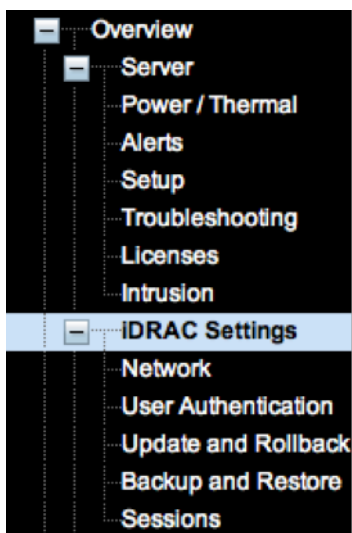 Overview
Server
Power / Thermal
Alerts
Setup
Troubleshooting
Licenses
Intrusion
iDRAC Settings
Network
User Authentication
Update and Rollback
Backup and Restore
Sessions